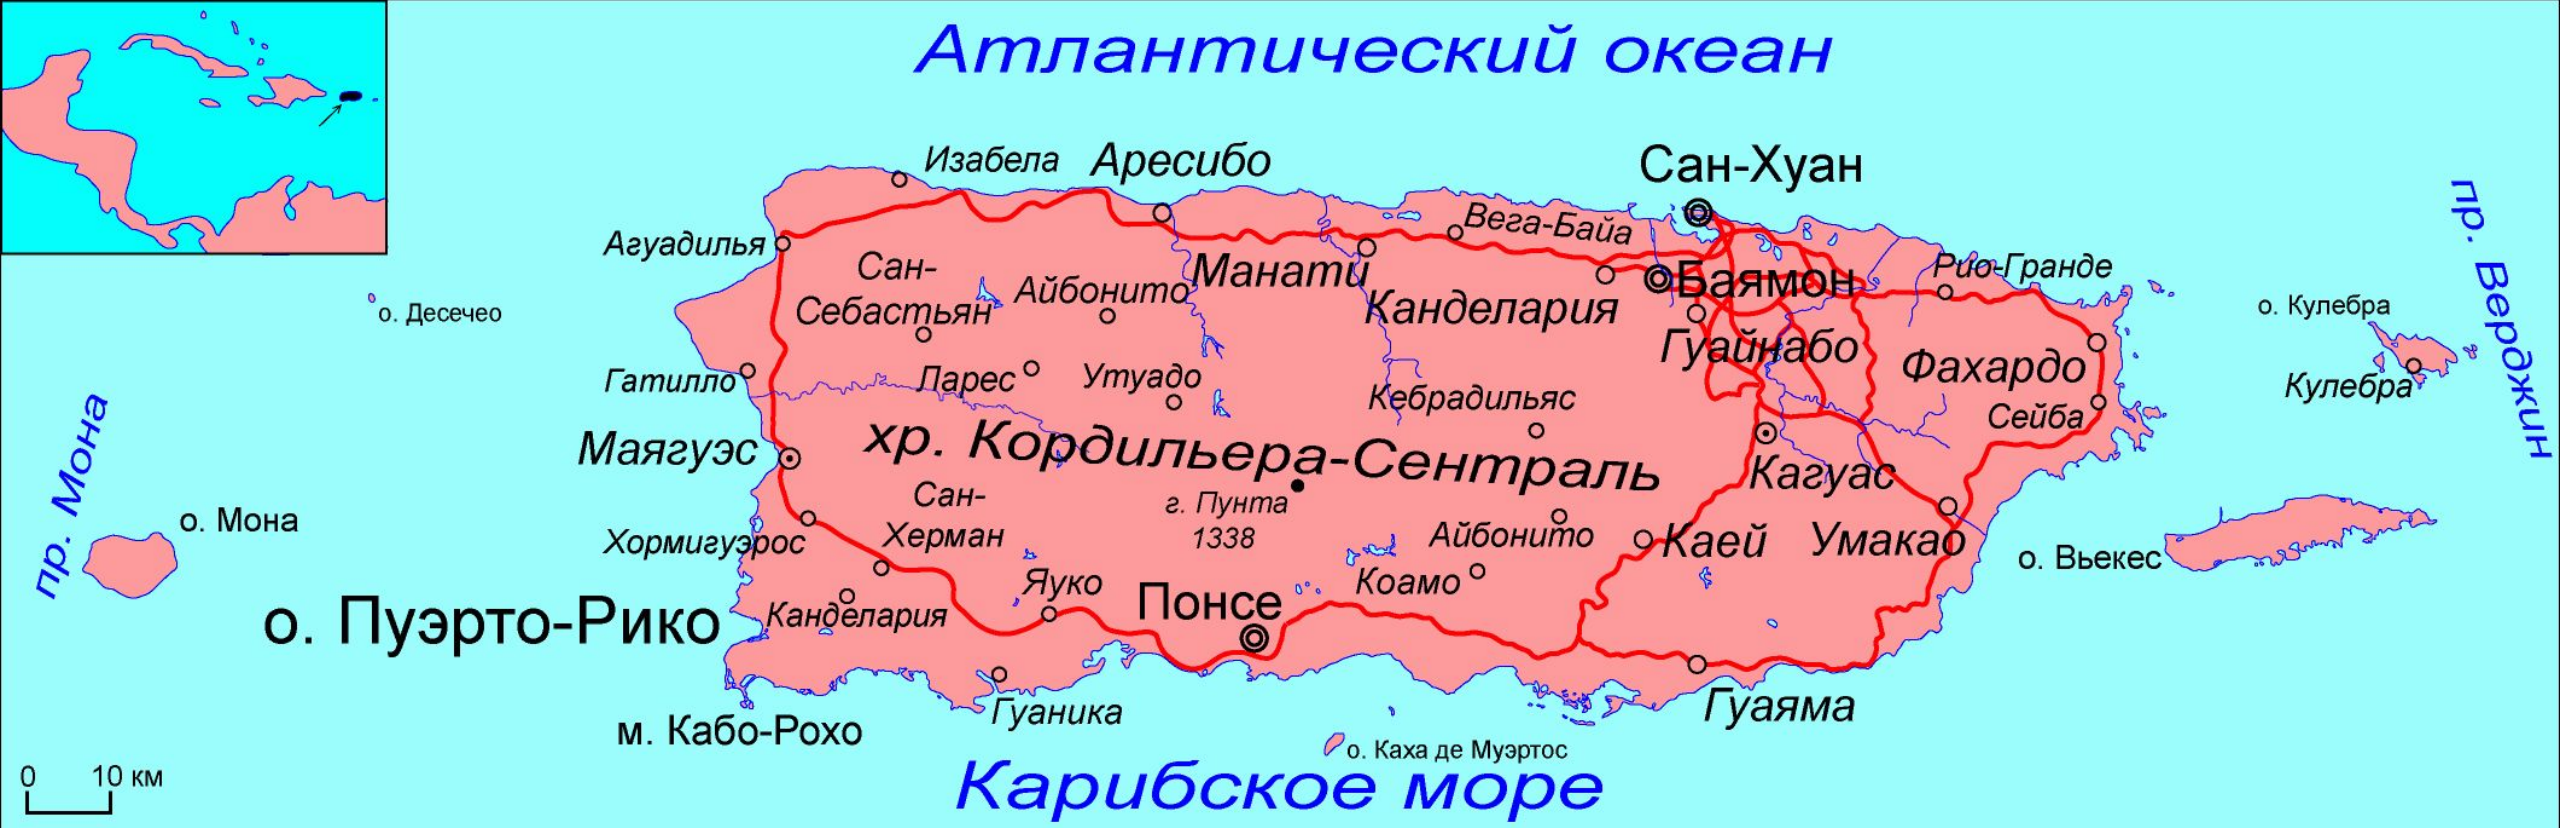 Атлантический океан
Изабела
Аресибо
Сан-Хуан
пр. Верджин
Вега-Байа
Агуадилья
Сан-
Себастьян
Айбонито
Манати
Канделария
Баямон
Рио-Гранде
о. Десечео
о. Кулебра
Гуайнабо
Фахардо
Гатилло
Ларес
Утуадо
Кебрадильяс
Кулебра
Сейба
пр. Мона
Маягуэс
хр. Кордильера-Сентраль
Кагуас
г. Пунта
1338
о. Мона
Хормигуэрос
Сан-
Херман
Айбонито
Каей
Умакао
о. Вьекес
Яуко
Коамо
Понсе
о. Пуэрто-Рико
Канделария
Гуаника
Гуаяма
м. Кабо-Рохо
о. Каха де Муэртос
Карибское море
0 10 км